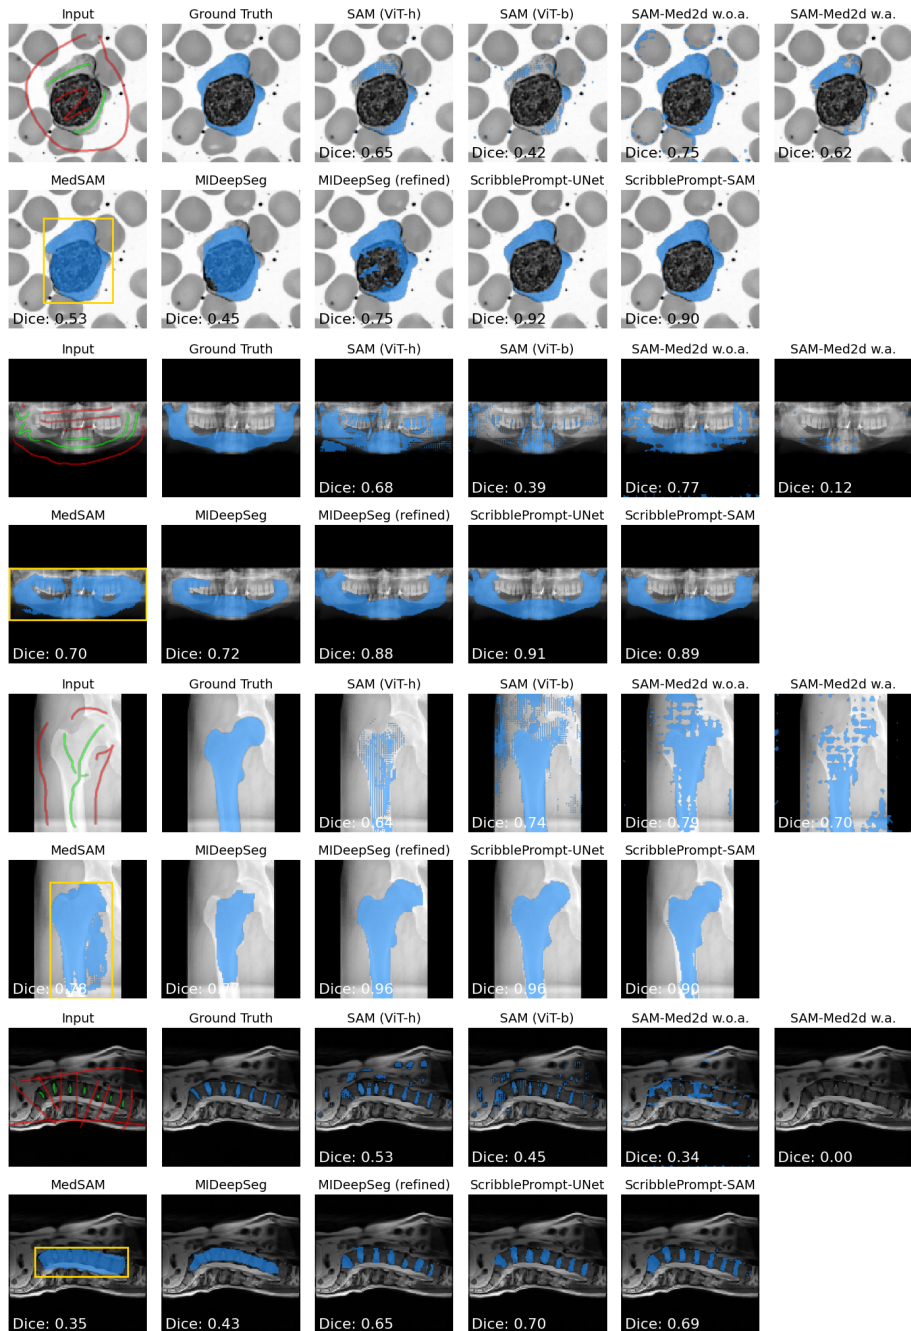 Input Ground Truth SAM (ViT-h) SAM (ViT-b) SAM-Med2d w.o.a. SAM-Med2d w.a.
Dice: 0.65 Dice: 0.42 Dice: 0.75 Dice: 0.62
MedSAM MIDeepSeg MIDeepSeg (refined) ScribblePrompt-UNet ScribblePrompt-SAM
Dice: 0.53 Dice: 0.45 Dice: 0.75 Dice: 0.92 Dice: 0.90
Input Ground Truth SAM (ViT-h) SAM (ViT-b) SAM-Med2d w.o.a. SAM-Med2d w.a.
Dice: 0.68 Dice: 0.39 Dice: 0.77 Dice: 0.12
MedSAM MIDeepSeg MIDeepSeg (refined) ScribblePrompt-UNet ScribblePrompt-SAM
Dice: 0.70 Dice: 0.72 Dice: 0.88 Dice: 0.91 Dice: 0.89
Input Ground Truth SAM (ViT-h) SAM (ViT-b) SAM-Med2d w.o.a. SAM-Med2d w.a.
Dice: 0.64 Dice: 0.74 Dice: 0.79 Dice: 0.70
MedSAM MIDeepSeg MIDeepSeg (refined) ScribblePrompt-UNet ScribblePrompt-SAM
Dice: 0.78 Dice: Dice: 0.96 Dice: 0.96 Dice: 0.90
Input Ground Truth SAM (ViT-h) SAM (ViT-b) SAM-Med2d w.o.a. SAM-Med2d w.a.
Dice: 0.53 Dice: 0.45 Dice: 0.34 Dice: 0.00
MedSAM MIDeepSeg MIDeepSeg (refined) ScribblePrompt-UNet ScribblePrompt-SAM
Dice: 0.35 Dice: 0.43 Dice: 0.65 Dice: 0.70 Dice: 0.69